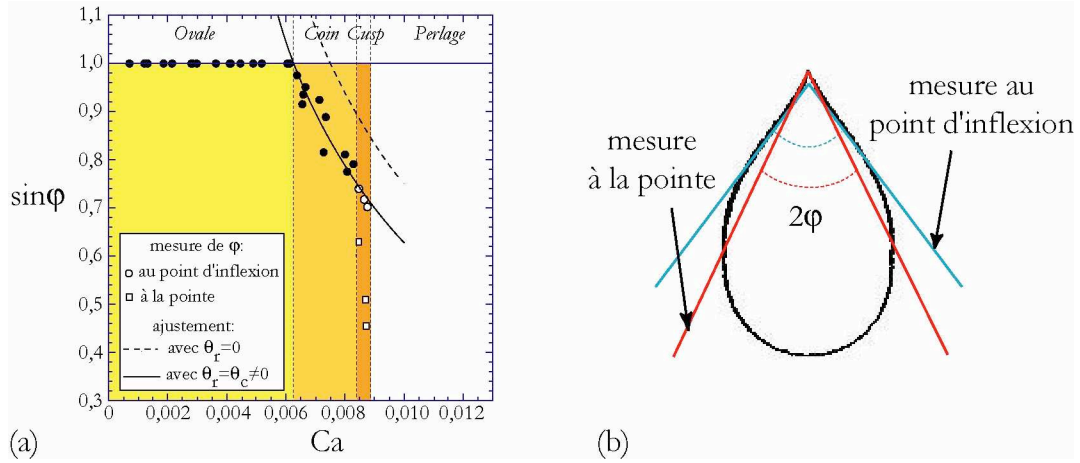 1,1
Ovale Coin Cusp Perlage
1,0
0,9
0,8
sinφ
0,7
0,6
0,5
0,4
0,3
mesure de φ:
au point d'inflexion
à la pointe
ajustement:
avec θr=0
avec θr=θc≠0
0 0,002 0,004 0,006 0,008 0,010 0,012
(a)
Ca
mesure
à la pointe
mesure au
point d'inflexion
2φ
(b)